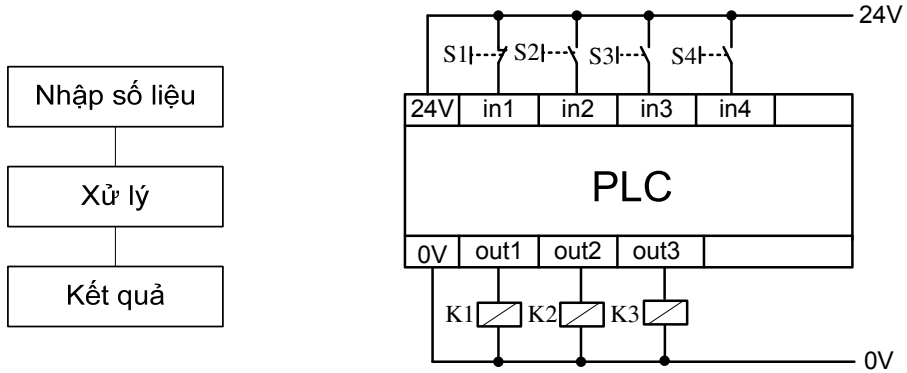 Nhập số liệu
Xử lý
Kết quả
24V
S1 S2 S3 S4
24V in1 in2 in3 in4
PLC
0V out1 out2 out3
K1 K2 K3
0V